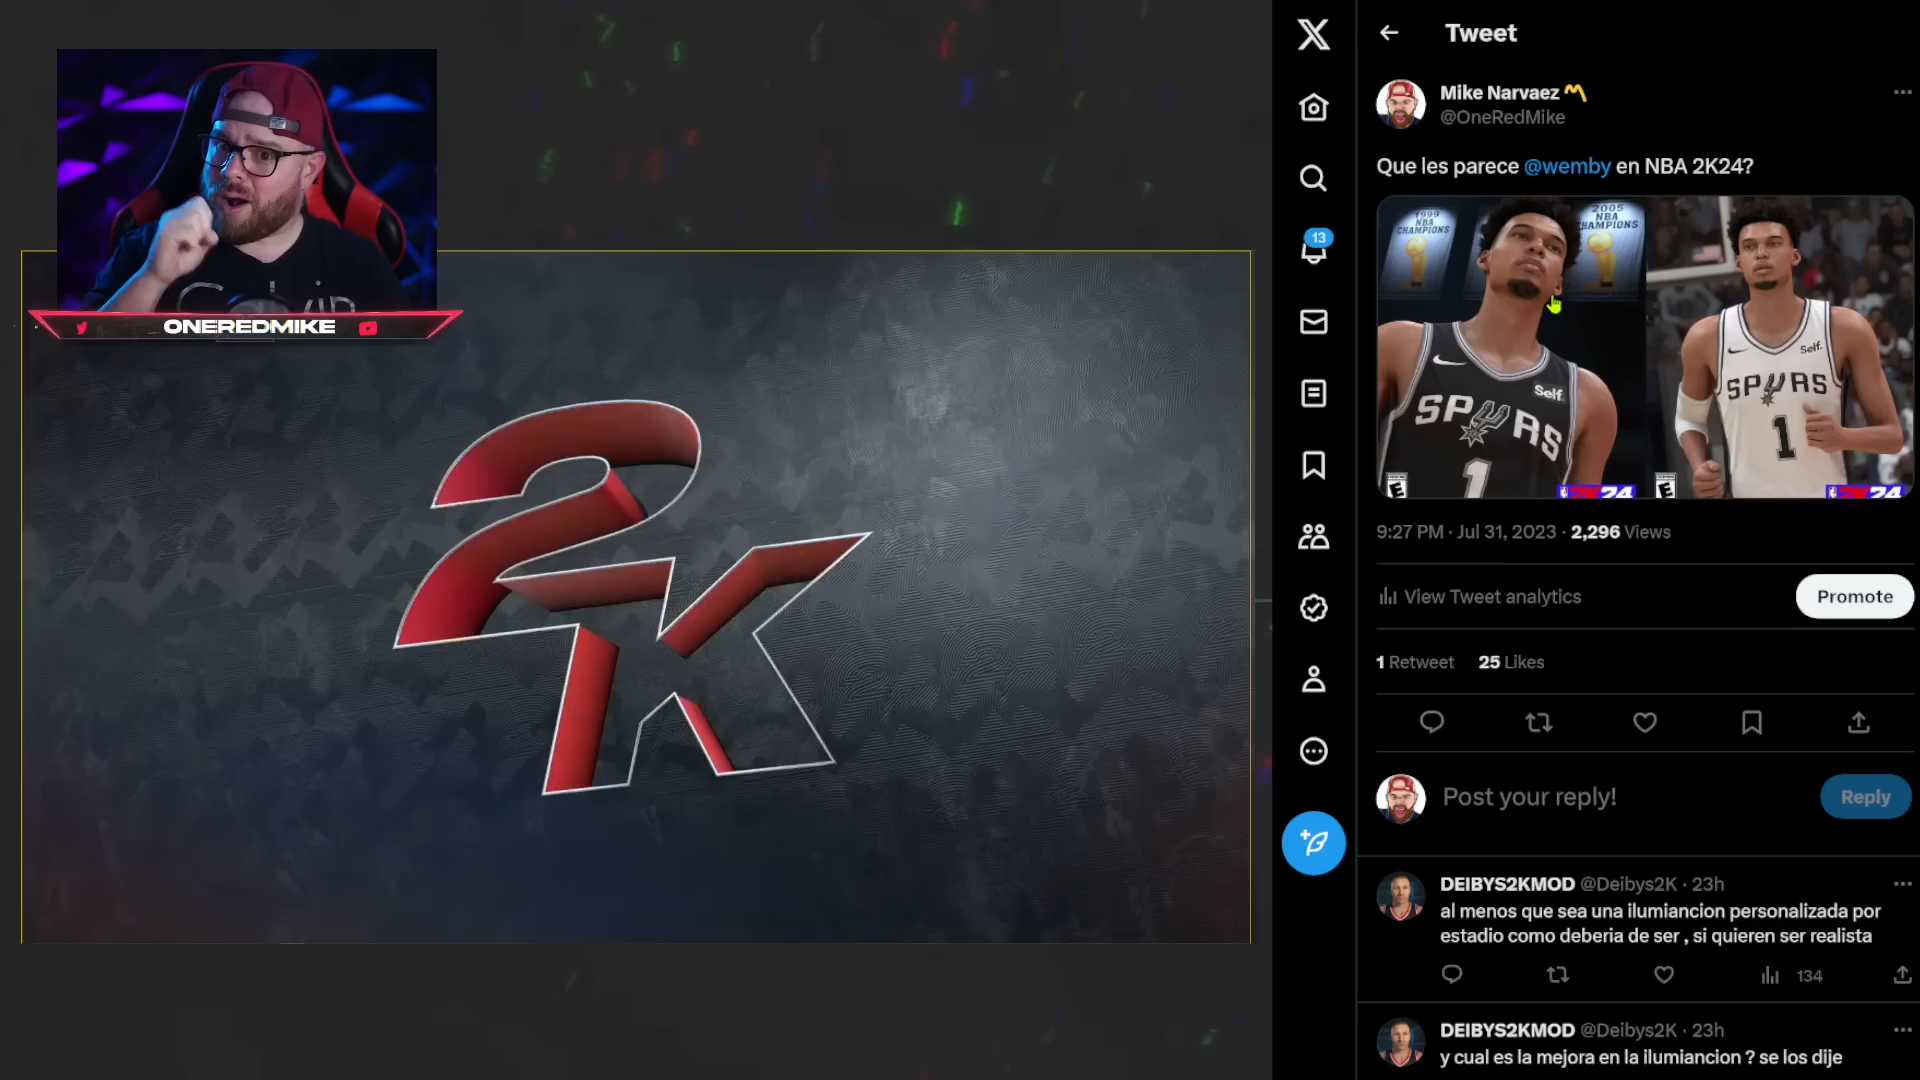 ONEREDMIKE
2K
Tweet
Mike Narvaez
@OneRedMike
Que les parece @wemby en NBA 2K24?
13
1999
NBA
CHAMPIONS
2005
NBA
CHAMPIONS
Self.
SPURS
1
E
2K24
Self.
SPURS
1
E
2K24
9:27 PM · Jul 31, 2023 · 2,296 Views
View Tweet analytics
Promote
1 Retweet 25 Likes
Post your reply!
Reply
DEIBYS2KMOD @Deibys2K · 23h
al menos que sea una ilumiancion personalizada por
estadio como deberia de ser , si quieren ser realista
134
DEIBYS2KMOD @Deibys2K · 23h
y cual es la mejora en la ilumiancion ? se los dije